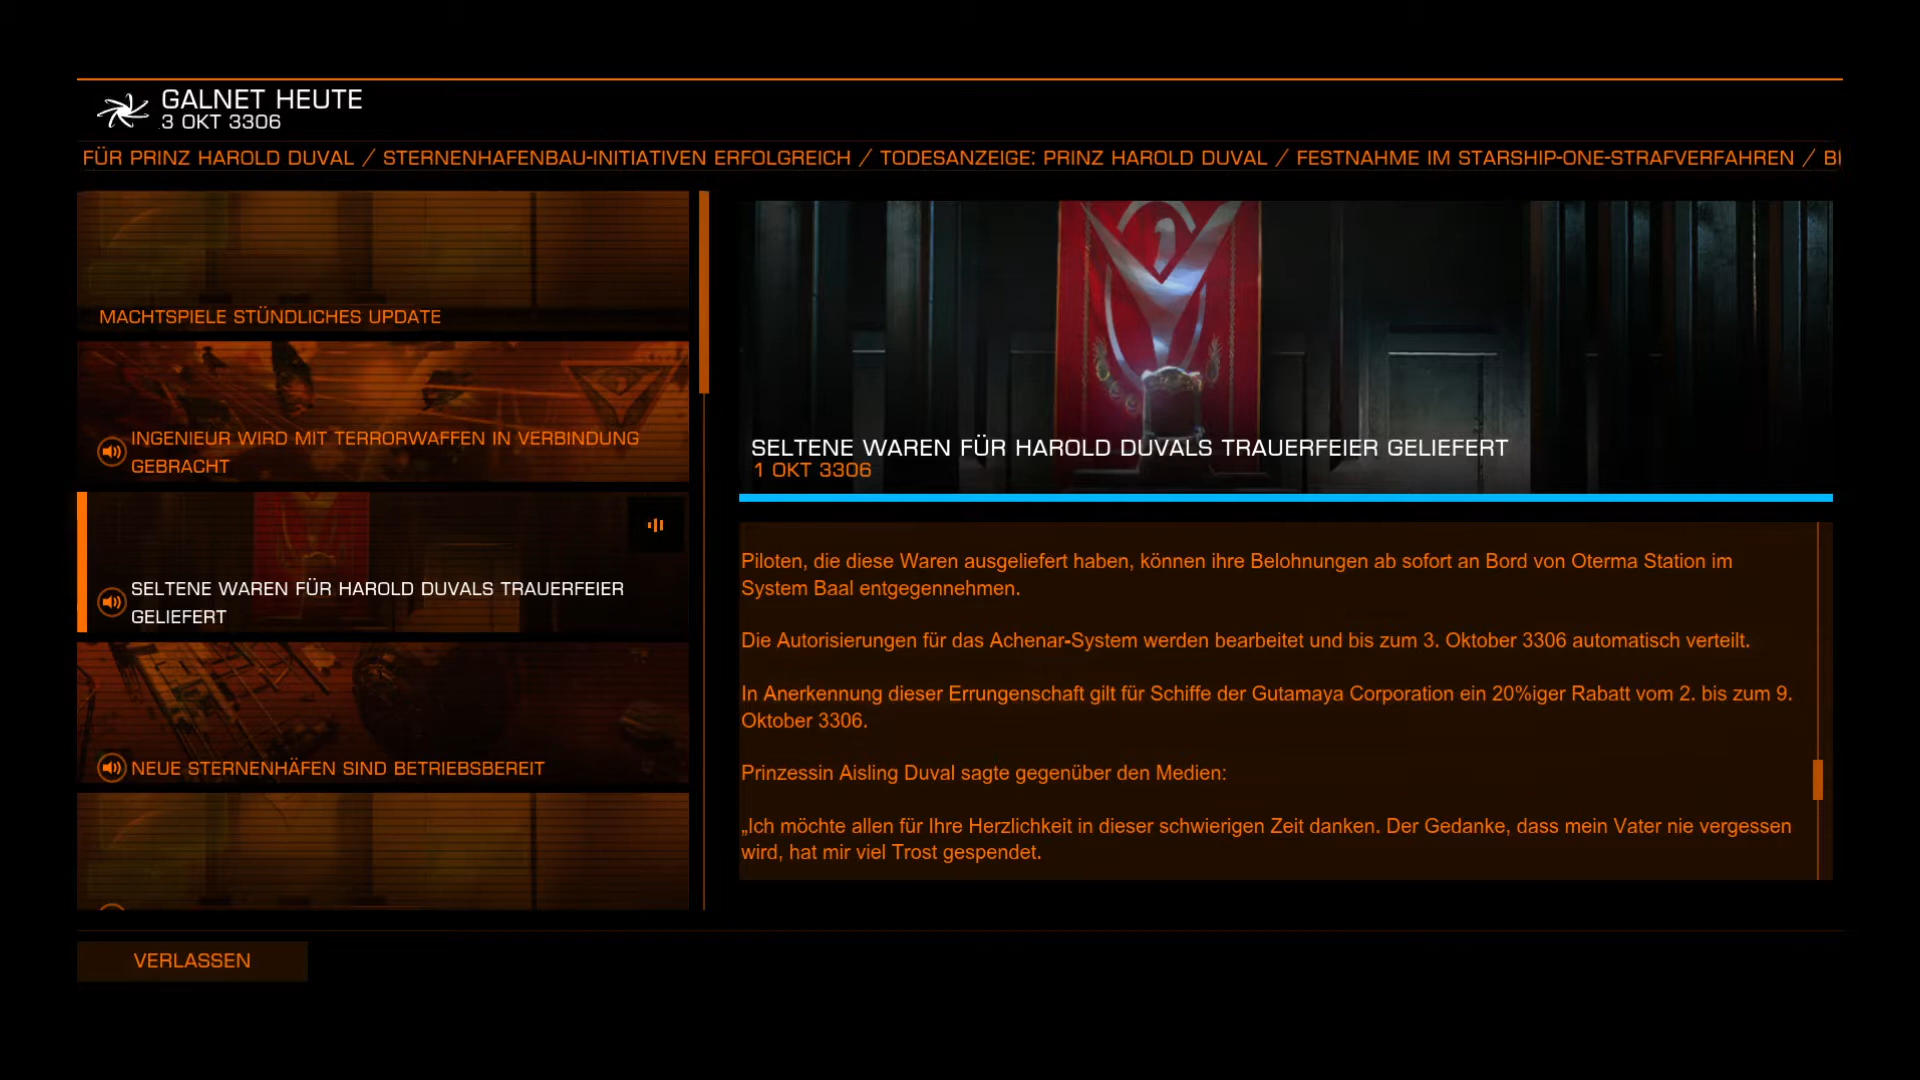 GALNET HEUTE
3 OKT 3306
FÜR PRINZ HAROLD DUVAL / STERNENHAFENBAU-INITIATIVEN ERFOLGREICH / TODESANZEIGE: PRINZ HAROLD DUVAL / FESTNAHME IM STARSHIP-ONE-STRAFVERFAHREN /
MACHTSPIELE STÜNDLICHES UPDATE
INGENIEUR WIRD MIT TERRORWAFFEN IN VERBINDUNG
GEBRACHT
SELTENE WAREN FÜR HAROLD DUVALS TRAUERFEIER
GELIEFERT
NEUE STERNENHÄFEN SIND BETRIEBSBEREIT
SELTENE WAREN FÜR HAROLD DUVALS TRAUERFEIER GELIEFERT
1 OKT 3306
Piloten, die diese Waren ausgeliefert haben, können ihre Belohnungen ab sofort an Bord von Oterma Station im
System Baal entgegennehmen.
Die Autorisierungen für das Achenar-System werden bearbeitet und bis zum 3. Oktober 3306 automatisch verteilt.
In Anerkennung dieser Errungenschaft gilt für Schiffe der Gutamaya Corporation ein 20%iger Rabatt vom 2. bis zum 9.
Oktober 3306.
Prinzessin Aisling Duval sagte gegenüber den Medien:
„Ich möchte allen für Ihre Herzlichkeit in dieser schwierigen Zeit danken. Der Gedanke, dass mein Vater nie vergessen
wird, hat mir viel Trost gespendet.
VERLASSEN